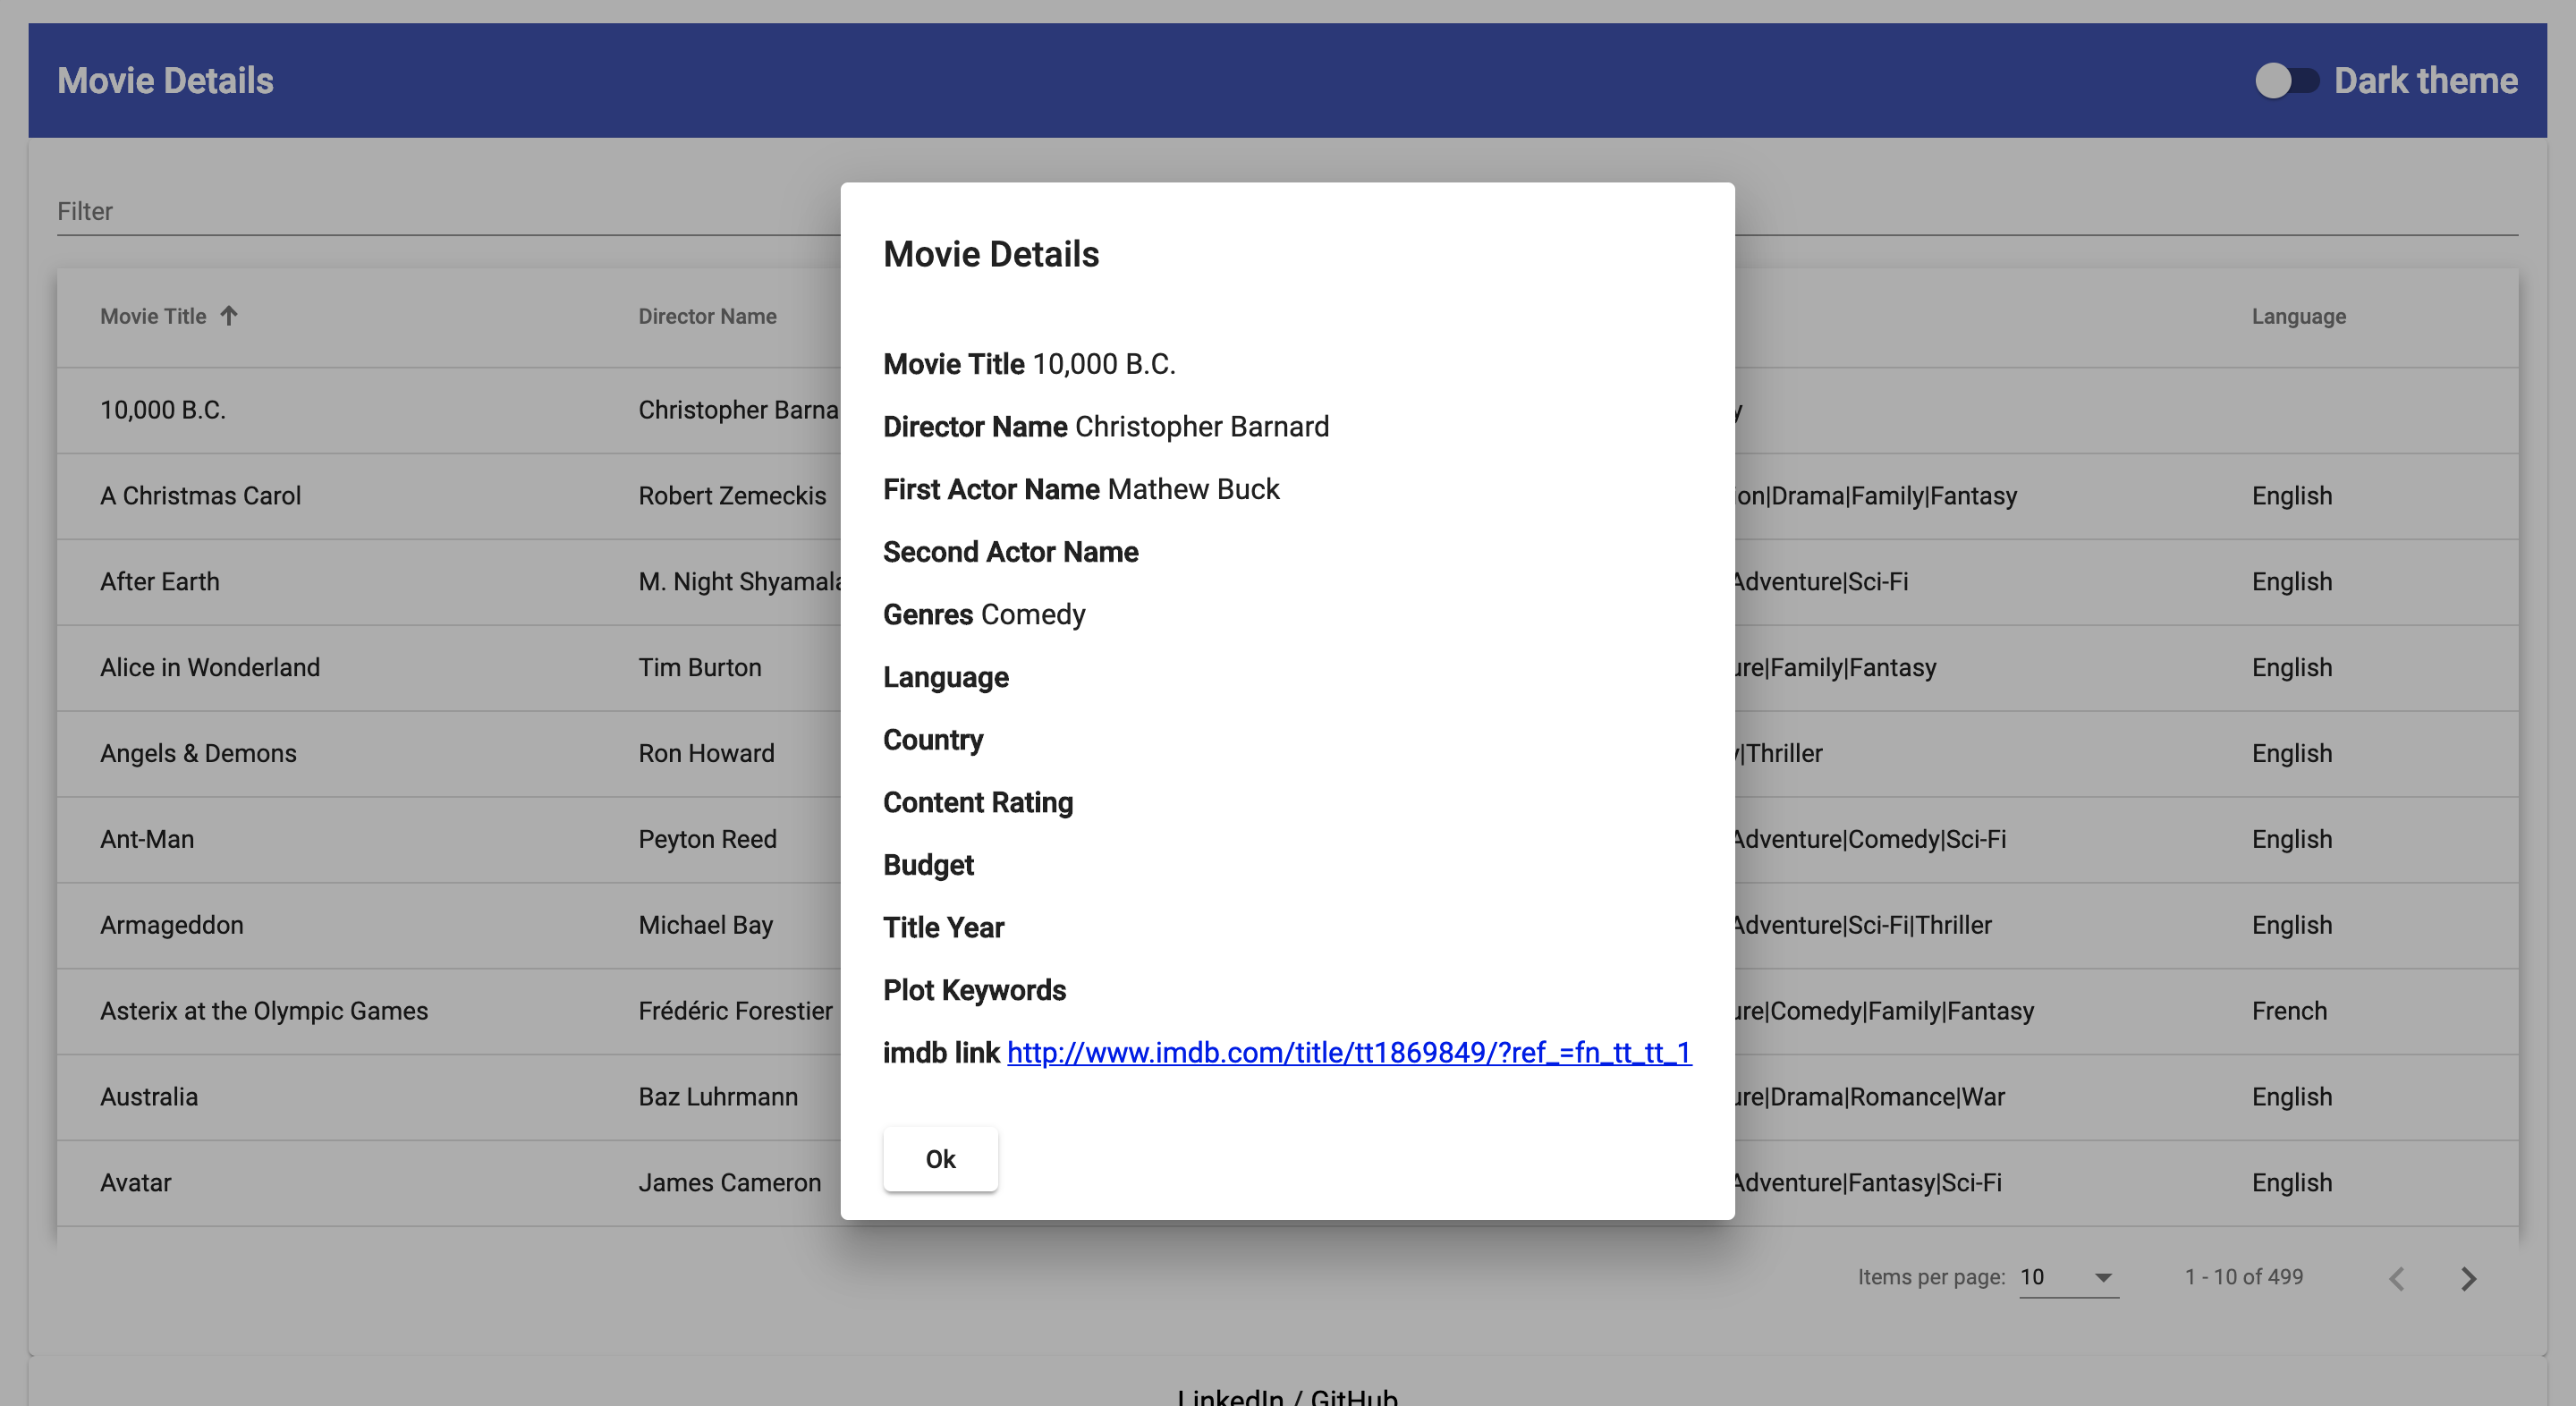 Movie Details
Dark theme
Filter
Movie Title Director Name Language
10,000 B.C. Christopher
A Christmas Carol Robert Zemeckis |Drama|Family|Fantasy English
After Earth M. Night Adventure|Sci-Fi English
Alice in Wonderland Tim Burton |Family|Fantasy English
Angels & Demons Ron Howard |Thriller English
Ant-Man Peyton Reed Adventure|Comedy|Sci-Fi English
Armageddon Michael Bay Adventure|Sci-Fi|Thriller English
Asterix at the Olympic Games Frédéric Forestier |Comedy|Family|Fantasy French
Australia Baz Luhrmann |Drama|Romance|War English
Avatar James Cameron Adventure|Fantasy|Sci-Fi English
Movie Details
Movie Title 10,000 B.C.
Director Name Christopher Barnard
First Actor Name Mathew Buck
Second Actor Name
Genres Comedy
Language
Country
Content Rating
Budget
Title Year
Plot Keywords
imdb link http://www.imdb.com/title/tt1869849/?ref_=fn_tt_tt_1
Ok
Items per page: 10 1 - 10 of 499
LinkedIn / GitHub